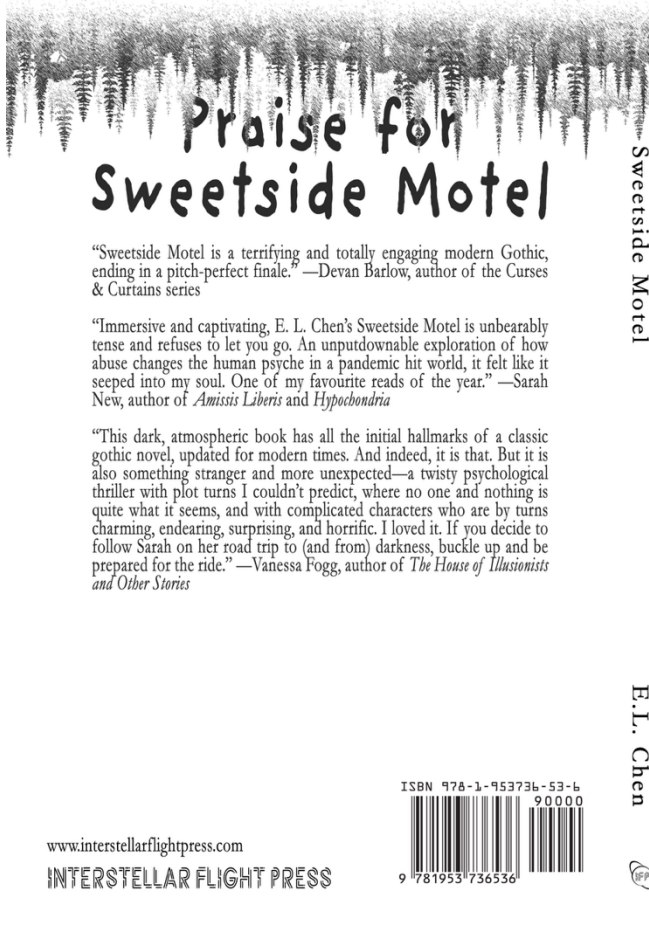 Praise for
Sweetside Motel
“Sweetside Motel is a terrifying and totally engaging modern Gothic,
ending in a pitch-perfect finale.” —Devan Barlow, author of the Curses
& Curtains series
“Immersive and captivating, E. L. Chen’s Sweetside Motel is unbearably
tense and refuses to let you go. An unputdownable exploration of how
abuse changes the human psyche in a pandemic hit world, it felt like it
seeped into my soul. One of my favourite reads of the year.” —Sarah
New, author of Amissis Liberis and Hypochondria
“This dark, atmospheric book has all the initial hallmarks of a classic
gothic novel, updated for modern times. And indeed, it is that. But it is
also something stranger and more unexpected—a twisty psychological
thriller with plot turns I couldn’t predict, where no one and nothing is
quite what it seems, and with complicated characters who are by turns
charming, endearing, surprising, and horrific. I loved it. If you decide to
follow Sarah on her road trip to (and from) darkness, buckle up and be
prepared for the ride.” —Vanessa Fogg, author of The House of Illusionists
and Other Stories
ISBN 978-1-953736-53-6
90000
9 781953 736536
www.interstellarflightpress.com
INTERSTELLAR FLIGHT PRESS
Sweetside Motel
E.L. Chen
IFP